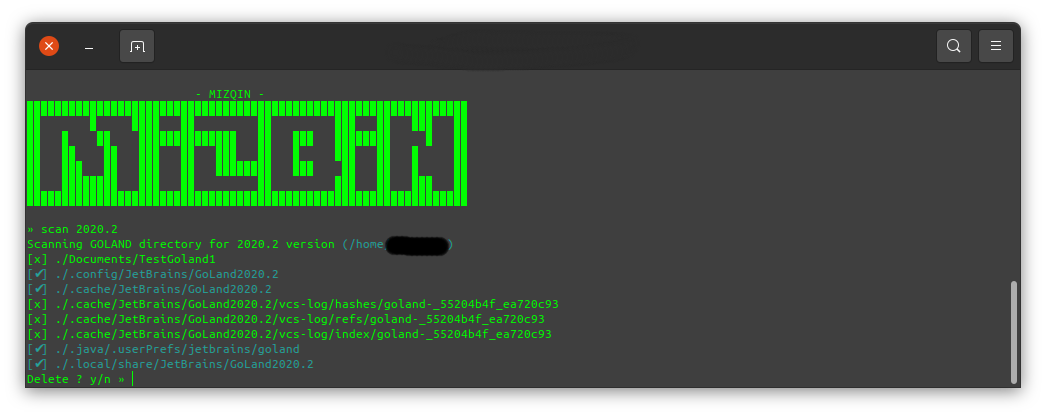 - MIZQIN -
MiZQiN
» scan 2020.2
Scanning GOLAND directory for 2020.2 version (/home )
[x] ./Documents/TestGoland1
[✔] ./.config/JetBrains/GoLand2020.2
[✔] ./.cache/JetBrains/GoLand2020.2
[x] ./.cache/JetBrains/GoLand2020.2/vcs-log/hashes/goland-_55204b4f_ea720c93
[x] ./.cache/JetBrains/GoLand2020.2/vcs-log/refs/goland-_55204b4f_ea720c93
[x] ./.cache/JetBrains/GoLand2020.2/vcs-log/index/goland-_55204b4f_ea720c93
[✔] ./.java/.userPrefs/jetbrains/goland
[✔] ./.local/share/JetBrains/GoLand2020.2
Delete ? y/n »